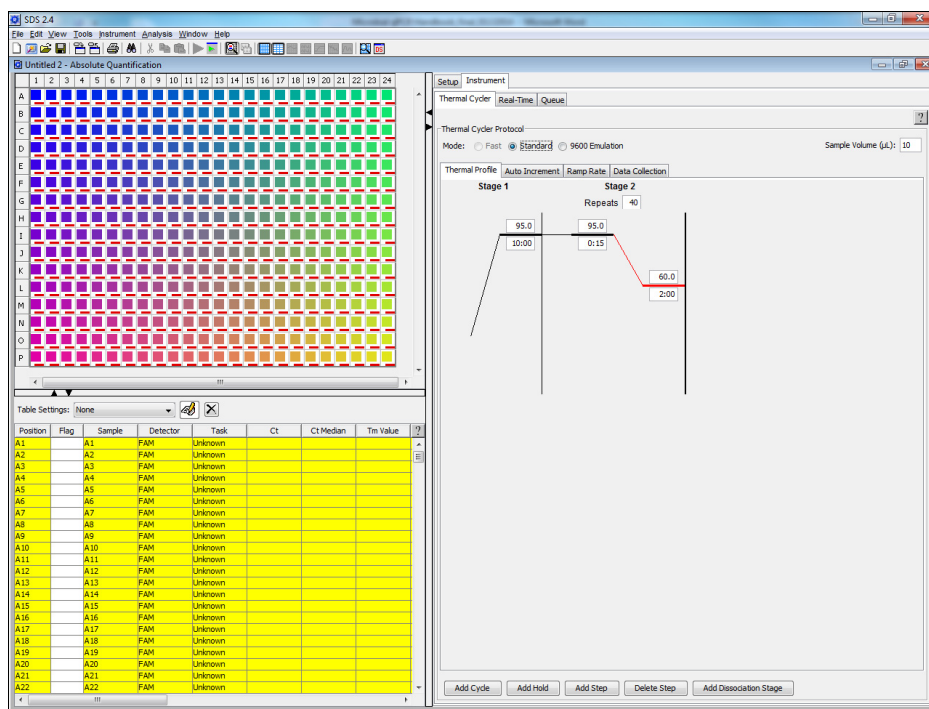 SDS 2.4
File Edit View Tools Instrument Analysis Window Help
Untitled 2 - Absolute Quantification
1 2 3 4 5 6 7 8 9 10 11 12 13 14 15 16 17 18 19 20 21 22 23 24
A
B
C
D
E
F
G
H
I
J
K
L
M
N
O
P
Table Settings: None
Position Flag Sample Detector Task Ct Ct Median Tm Value ?
A1 A1 FAM Unknown
A2 A2 FAM Unknown
A3 A3 FAM Unknown
A4 A4 FAM Unknown
A5 A5 FAM Unknown
A6 A6 FAM Unknown
A7 A7 FAM Unknown
A8 A8 FAM Unknown
A9 A9 FAM Unknown
A10 A10 FAM Unknown
A11 A11 FAM Unknown
A12 A12 FAM Unknown
A13 A13 FAM Unknown
A14 A14 FAM Unknown
A15 A15 FAM Unknown
A16 A16 FAM Unknown
A17 A17 FAM Unknown
A18 A18 FAM Unknown
A19 A19 FAM Unknown
A20 A20 FAM Unknown
A21 A21 FAM Unknown
A22 A22 FAM Unknown
Setup Instrument
Thermal Cycler Real-Time Queue
?
Thermal Cycler Protocol
Mode: Fast Standard 9600 Emulation Sample Volume (µL): 10
Thermal Profile Auto Increment Ramp Rate Data Collection
Stage 1 Stage 2
Repeats 40
95.0 95.0
10:00 0:15
60.0
2:00
Add Cycle Add Hold Add Step Delete Step Add Dissociation Stage